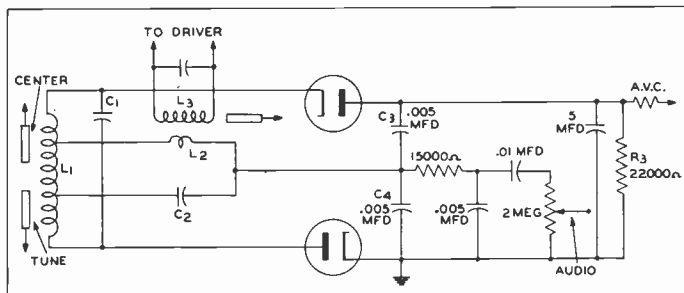 TO DRIVER
CENTER
C1
L3
.005
MFD
C3
A.V.C.
5
MFD
L1
L2
15000Ω
.01 MFD
R3
22000Ω
C2
C4
.005
MFD
.005
MFD
2 MEG
TUNE
AUDIO